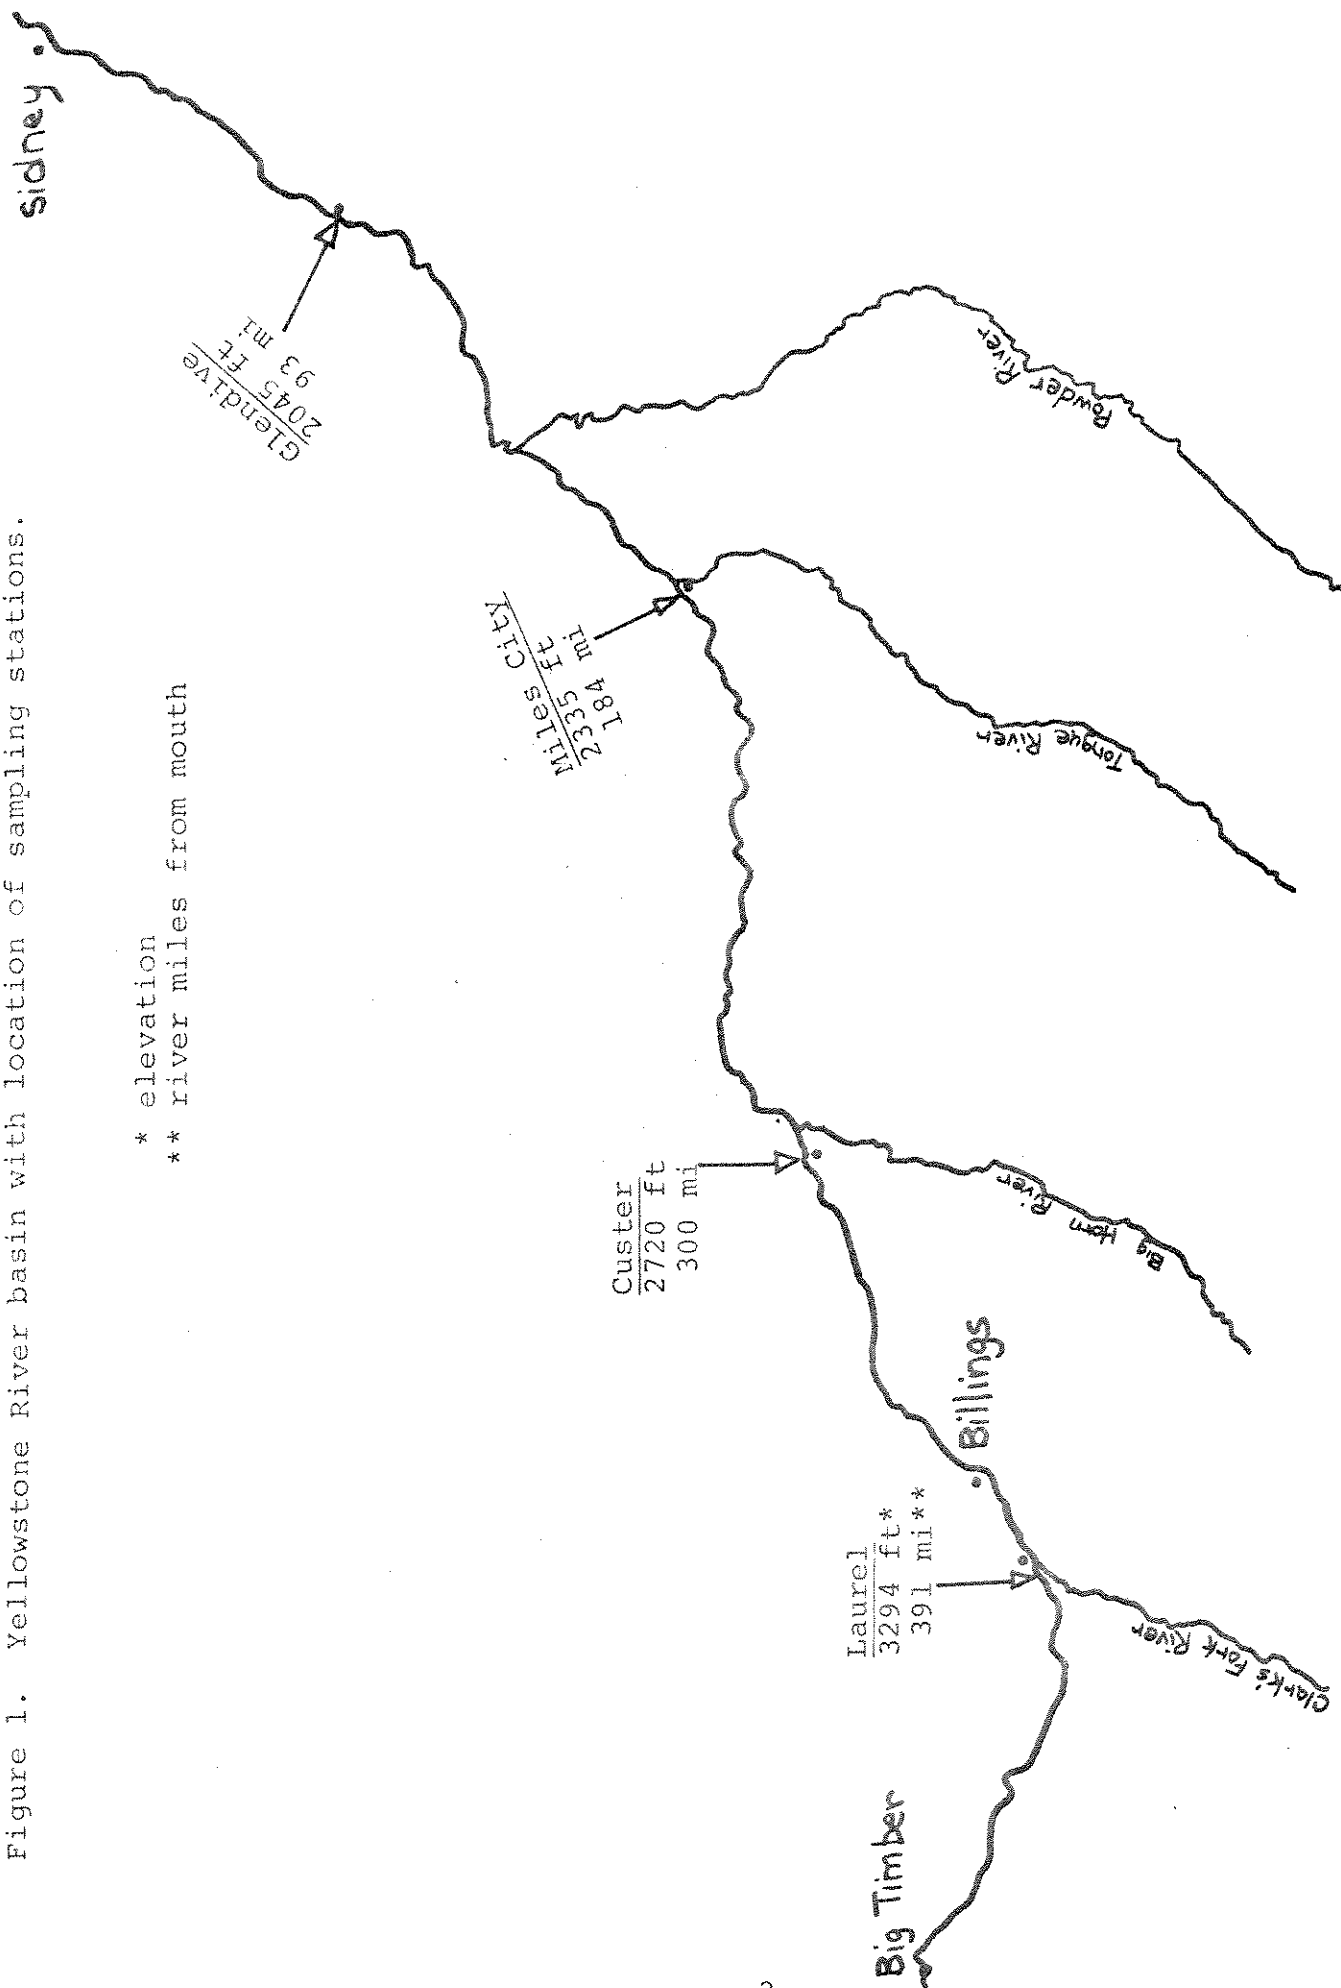 Figure 1. Yellowstone River basin with location of sampling stations.
* elevation
** river miles from mouth
Sidney
Glendive
2045 ft
93 mi
Miles City
2335 ft
184 mi
Custer
2720 ft
300 mi
Billings
Laurel
3294 ft*
391 mi**
Big Timber
Powder River
Tongue River
Big Horn River
Clark's Fork River